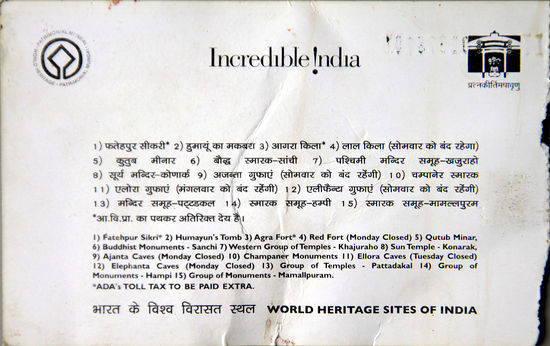 WORLD HERITAGE • PATRIMOINE MONDIAL
Incredible !ndia
प्रत्नकीर्तिमपावृणु
1) फतेहपुर सीकरी* 2) हुमायूं का मकबरा 3) आगरा किला* 4) लाल किला (सोमवार को बंद रहेगा)
5) कुतुब मीनार 6) बौद्ध स्मारक-सांची 7) पश्चिमी मन्दिर समूह-खजुराहो
8) सूर्य मन्दिर-कोणार्क 9) अजन्ता गुफाएं (सोमवार को बंद रहेंगी) 10) चम्पानेर स्मारक
11) एलोरा गुफाएं (मंगलवार को बंद रहेंगी) 12) एलीफैन्टा गुफाएं (सोमवार को बंद रहेंगी)
13) मन्दिर समूह-पट्टदकल 14) स्मारक समूह-हम्पी 15) स्मारक समूह-मामल्लपुरम
*आ.वि.प्रा. का पथकर अतिरिक्त देय है।
1) Fatehpur Sikri* 2) Humayun's Tomb 3) Agra Fort* 4) Red Fort (Monday Closed) 5) Qutub Minar,
6) Buddhist Monuments - Sanchi 7) Western Group of Temples - Khajuraho 8) Sun Temple - Konarak,
9) Ajanta Caves (Monday Closed) 10) Champaner Monuments 11) Ellora Caves (Tuesday Closed)
12) Elephanta Caves (Monday Closed) 13) Group of Temples - Pattadakal 14) Group of
Monuments - Hampi 15) Group of Monuments - Mamallpuram.
*ADA's TOLL TAX TO BE PAID EXTRA.
भारत के विश्व विरासत स्थल WORLD HERITAGE SITES OF INDIA